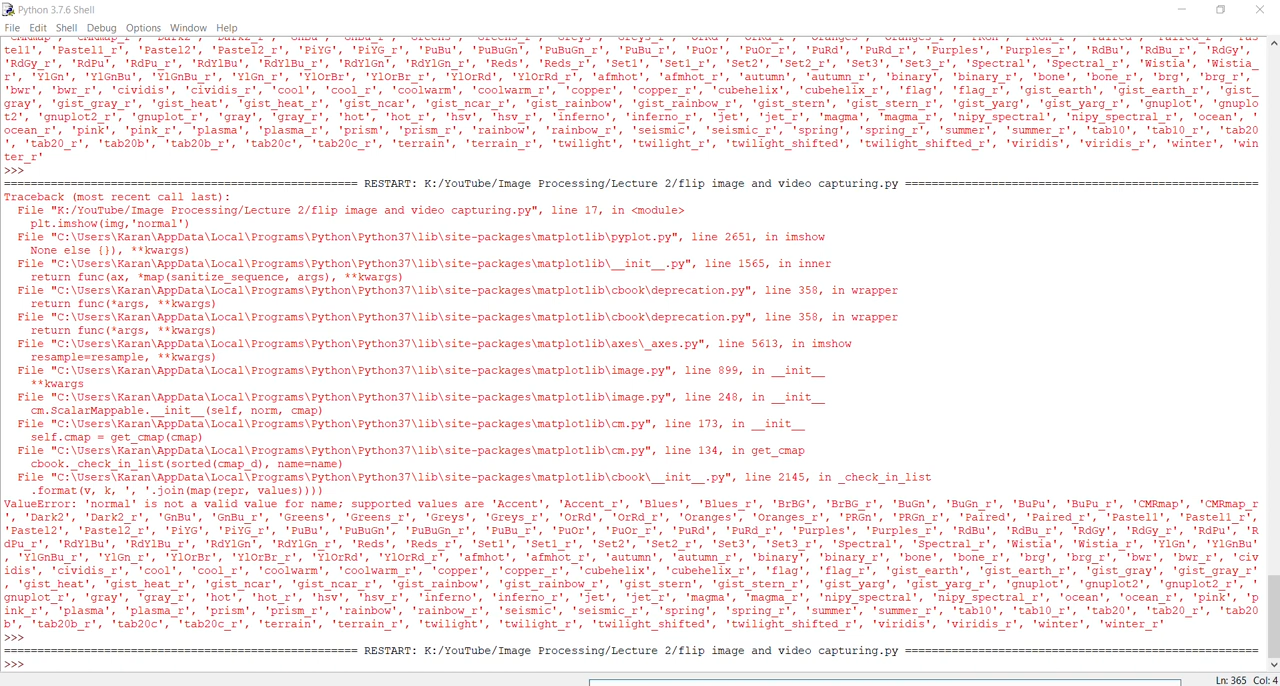 Python 3.7.6 Shell
File Edit Shell Debug Options Window Help
tell', 'Pastel1_r', 'Pastel2', 'Pastel2_r', 'PiYG', 'PiYG_r', 'PuBu', 'PuBuGn', 'PuBuGn_r', 'PuBu_r', 'PuOr', 'PuOr_r', 'PuRd', 'PuRd_r', 'Purples', 'Purples_r', 'RdBu', 'RdBu_r', 'RdGy',
'RdGy_r', 'RdPu', 'RdPu_r', 'RdYlBu', 'RdYlBu_r', 'RdYlGn', 'RdYlGn_r', 'Reds', 'Reds_r', 'Set1', 'Set1_r', 'Set2', 'Set2_r', 'Set3', 'Set3_r', 'Spectral', 'Spectral_r', 'Wistia', 'Wistia_
r', 'YlGn', 'YlGnBu', 'YlGnBu_r', 'YlGn_r', 'YlOrBr', 'YlOrBr_r', 'YlOrRd', 'YlOrRd_r', 'afmhot', 'afmhot_r', 'autumn', 'autumn_r', 'binary', 'binary_r', 'bone', 'bone_r', 'brg', 'brg_r',
'bwr', 'bwr_r', 'cividis', 'cividis_r', 'cool', 'cool_r', 'coolwarm', 'coolwarm_r', 'copper', 'copper_r', 'cubehelix', 'cubehelix_r', 'flag', 'flag_r', 'gist_earth', 'gist_earth_r', 'gist_
gray', 'gist_gray_r', 'gist_heat', 'gist_heat_r', 'gist_ncar', 'gist_ncar_r', 'gist_rainbow', 'gist_rainbow_r', 'gist_stern', 'gist_stern_r', 'gist_yarg', 'gist_yarg_r', 'gnuplot', 'gnuplo
t2', 'gnuplot2_r', 'gnuplot_r', 'gray', 'gray_r', 'hot', 'hot_r', 'hsv', 'hsv_r', 'inferno', 'inferno_r', 'jet', 'jet_r', 'magma', 'magma_r', 'nipy_spectral', 'nipy_spectral_r', 'ocean', '
ocean_r', 'pink', 'pink_r', 'plasma', 'plasma_r', 'prism', 'prism_r', 'rainbow', 'rainbow_r', 'seismic', 'seismic_r', 'spring', 'spring_r', 'summer', 'summer_r', 'tab10', 'tab10_r', 'tab20
', 'tab20_r', 'tab20b', 'tab20b_r', 'tab20c', 'tab20c_r', 'terrain', 'terrain_r', 'twilight', 'twilight_r', 'twilight_shifted', 'twilight_shifted_r', 'viridis', 'viridis_r', 'winter', 'win
ter_r'
>>>
===================================================== RESTART: K:/YouTube/Image Processing/Lecture 2/flip image and video capturing.py =====================================================
Traceback (most recent call last):
File "K:/YouTube/Image Processing/Lecture 2/flip image and video capturing.py", line 17, in <module>
plt.imshow(img,'normal')
File "C:\Users\Karan\AppData\Local\Programs\Python\Python37\lib\site-packages\matplotlib\pyplot.py", line 2651, in imshow
None else {}), **kwargs)
File "C:\Users\Karan\AppData\Local\Programs\Python\Python37\lib\site-packages\matplotlib\__init__.py", line 1565, in inner
return func(ax, *map(sanitize_sequence, args), **kwargs)
File "C:\Users\Karan\AppData\Local\Programs\Python\Python37\lib\site-packages\matplotlib\cbook\deprecation.py", line 358, in wrapper
return func(*args, **kwargs)
File "C:\Users\Karan\AppData\Local\Programs\Python\Python37\lib\site-packages\matplotlib\cbook\deprecation.py", line 358, in wrapper
return func(*args, **kwargs)
File "C:\Users\Karan\AppData\Local\Programs\Python\Python37\lib\site-packages\matplotlib\axes\_axes.py", line 5613, in imshow
resample=resample, **kwargs)
File "C:\Users\Karan\AppData\Local\Programs\Python\Python37\lib\site-packages\matplotlib\image.py", line 899, in __init__
**kwargs
File "C:\Users\Karan\AppData\Local\Programs\Python\Python37\lib\site-packages\matplotlib\image.py", line 248, in __init__
cm.ScalarMappable.__init__(self, norm, cmap)
File "C:\Users\Karan\AppData\Local\Programs\Python\Python37\lib\site-packages\matplotlib\cm.py", line 173, in __init__
self.cmap = get_cmap(cmap)
File "C:\Users\Karan\AppData\Local\Programs\Python\Python37\lib\site-packages\matplotlib\cm.py", line 134, in get_cmap
cbook._check_in_list(sorted(cmap_d), name=name)
File "C:\Users\Karan\AppData\Local\Programs\Python\Python37\lib\site-packages\matplotlib\cbook\__init__.py", line 2145, in _check_in_list
.format(v, k, ', '.join(map(repr, values))))
ValueError: 'normal' is not a valid value for name; supported values are 'Accent', 'Accent_r', 'Blues', 'Blues_r', 'BrBG', 'BrBG_r', 'BuGn', 'BuGn_r', 'BuPu', 'BuPu_r', 'CMRmap', 'CMRmap_r
', 'Dark2', 'Dark2_r', 'GnBu', 'GnBu_r', 'Greens', 'Greens_r', 'Greys', 'Greys_r', 'OrRd', 'OrRd_r', 'Oranges', 'Oranges_r', 'PRGn', 'PRGn_r', 'Paired', 'Paired_r', 'Pastel1', 'Pastel1_r',
'Pastel2', 'Pastel2_r', 'PiYG', 'PiYG_r', 'PuBu', 'PuBuGn', 'PuBuGn_r', 'PuBu_r', 'PuOr', 'PuOr_r', 'PuRd', 'PuRd_r', 'Purples', 'Purples_r', 'RdBu', 'RdBu_r', 'RdGy', 'RdGy_r', 'RdPu', 'R
dPu_r', 'RdYlBu', 'RdYlBu_r', 'RdYlGn', 'RdYlGn_r', 'Reds', 'Reds_r', 'Set1', 'Set1_r', 'Set2', 'Set2_r', 'Set3', 'Set3_r', 'Spectral', 'Spectral_r', 'Wistia', 'Wistia_r', 'YlGn', 'YlGnBu'
, 'YlGnBu_r', 'YlGn_r', 'YlOrBr', 'YlOrBr_r', 'YlOrRd', 'YlOrRd_r', 'afmhot', 'afmhot_r', 'autumn', 'autumn_r', 'binary', 'binary_r', 'bone', 'bone_r', 'brg', 'brg_r', 'bwr', 'bwr_r', 'civ
idis', 'cividis_r', 'cool', 'cool_r', 'coolwarm', 'coolwarm_r', 'copper', 'copper_r', 'cubehelix', 'cubehelix_r', 'flag', 'flag_r', 'gist_earth', 'gist_earth_r', 'gist_gray', 'gist_gray_r'
, 'gist_heat', 'gist_heat_r', 'gist_ncar', 'gist_ncar_r', 'gist_rainbow', 'gist_rainbow_r', 'gist_stern', 'gist_stern_r', 'gist_yarg', 'gist_yarg_r', 'gnuplot', 'gnuplot2', 'gnuplot2_r', '
gnuplot_r', 'gray', 'gray_r', 'hot', 'hot_r', 'hsv', 'hsv_r', 'inferno', 'inferno_r', 'jet', 'jet_r', 'magma', 'magma_r', 'nipy_spectral', 'nipy_spectral_r', 'ocean', 'ocean_r', 'pink', 'p
ink_r', 'plasma', 'plasma_r', 'prism', 'prism_r', 'rainbow', 'rainbow_r', 'seismic', 'seismic_r', 'spring', 'spring_r', 'summer', 'summer_r', 'tab10', 'tab10_r', 'tab20', 'tab20_r', 'tab20
b', 'tab20b_r', 'tab20c', 'tab20c_r', 'terrain', 'terrain_r', 'twilight', 'twilight_r', 'twilight_shifted', 'twilight_shifted_r', 'viridis', 'viridis_r', 'winter', 'winter_r'
>>>
===================================================== RESTART: K:/YouTube/Image Processing/Lecture 2/flip image and video capturing.py =====================================================
>>>
Ln: 365 Col: 4